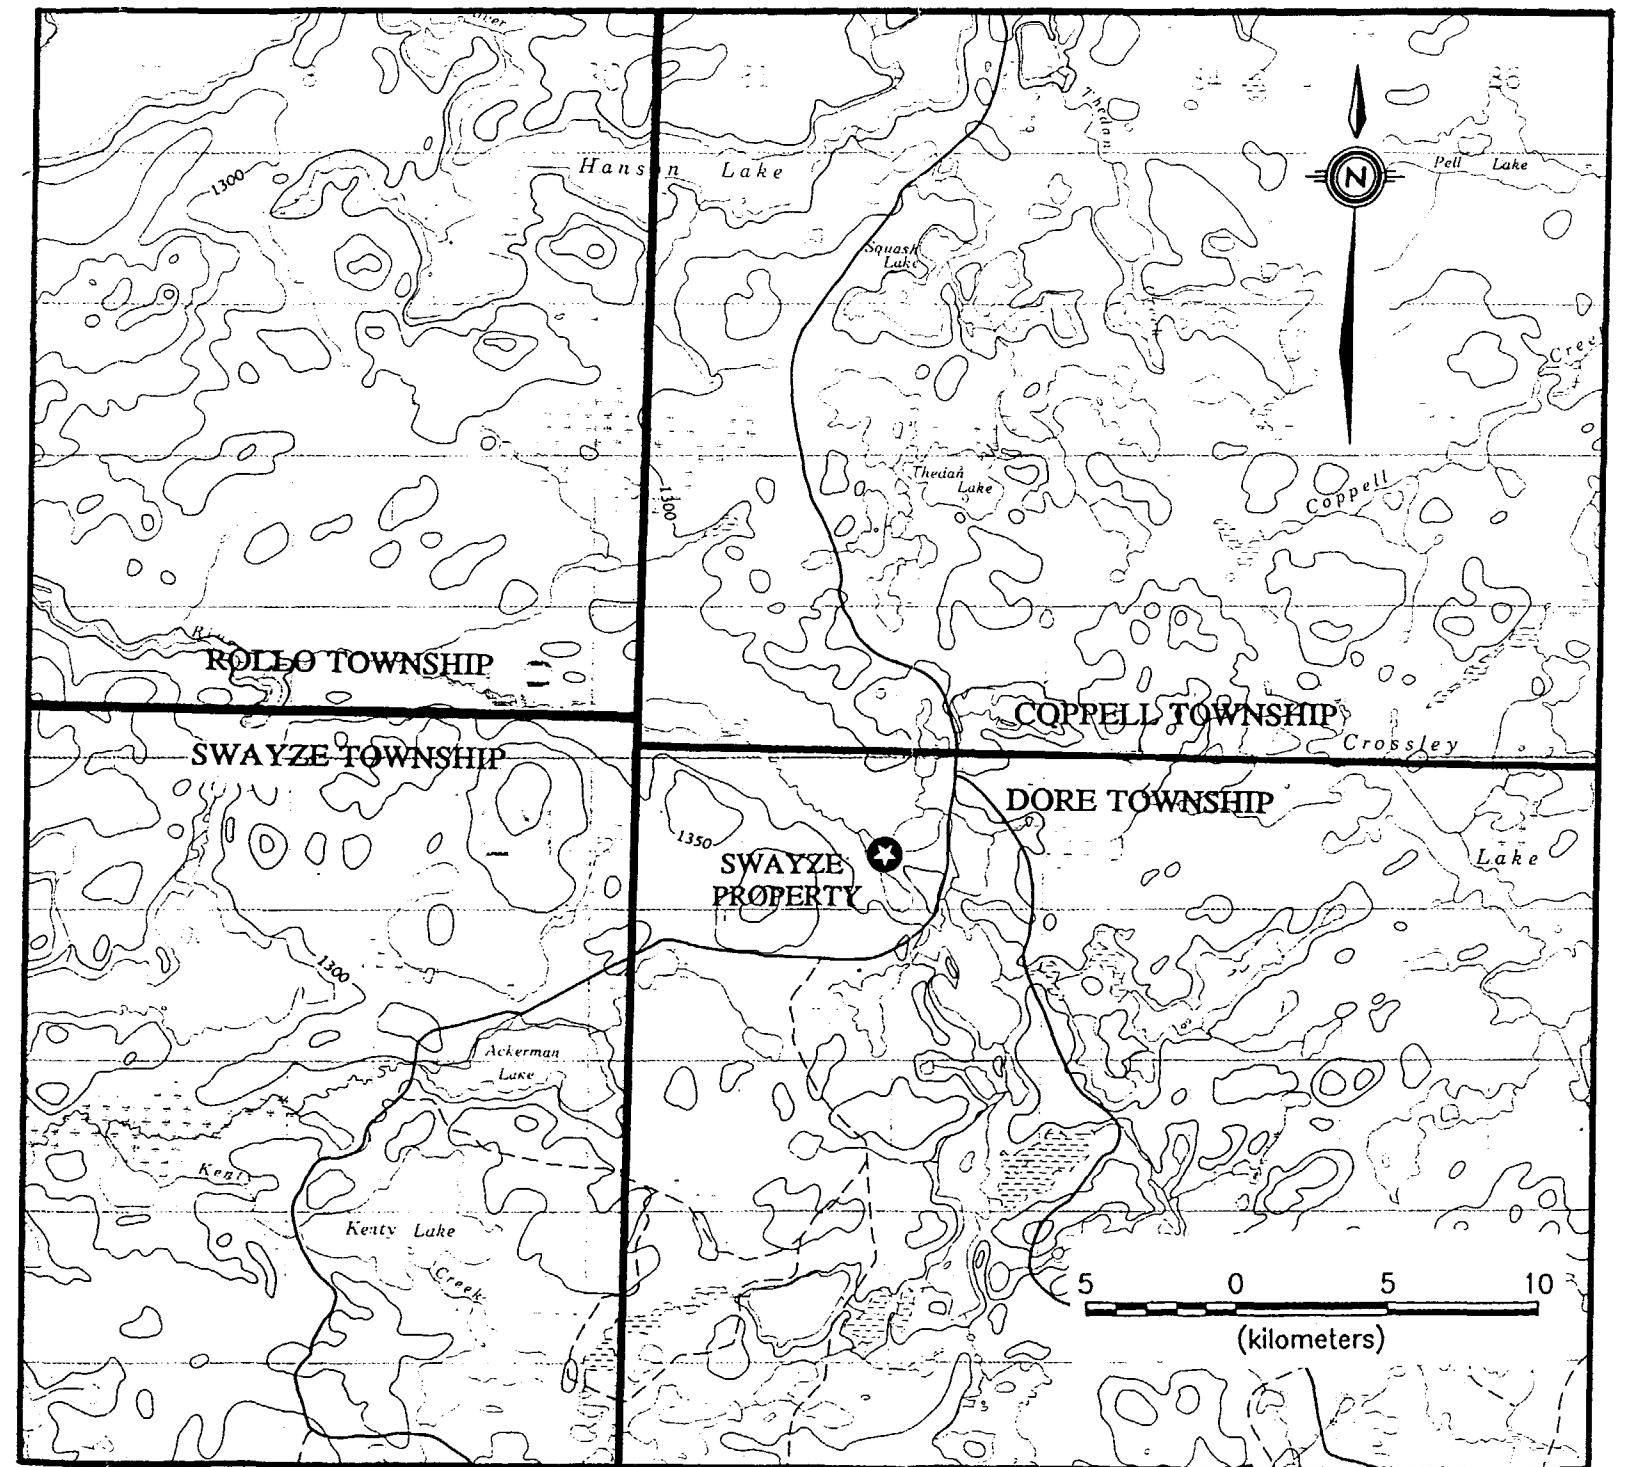 Hanson Lake
1300
N
Pell Lake
Squash
Lake
Thedan
Lake
1300
Coppell
ROLLO TOWNSHIP
COPPELL TOWNSHIP
SWAYZE TOWNSHIP
Crossley
DORE TOWNSHIP
1350
SWAYZE
PROPERTY
Lake
1300
Ackerman
Lake
Kenty Lake
Creek
5 0 5 10
(kilometers)